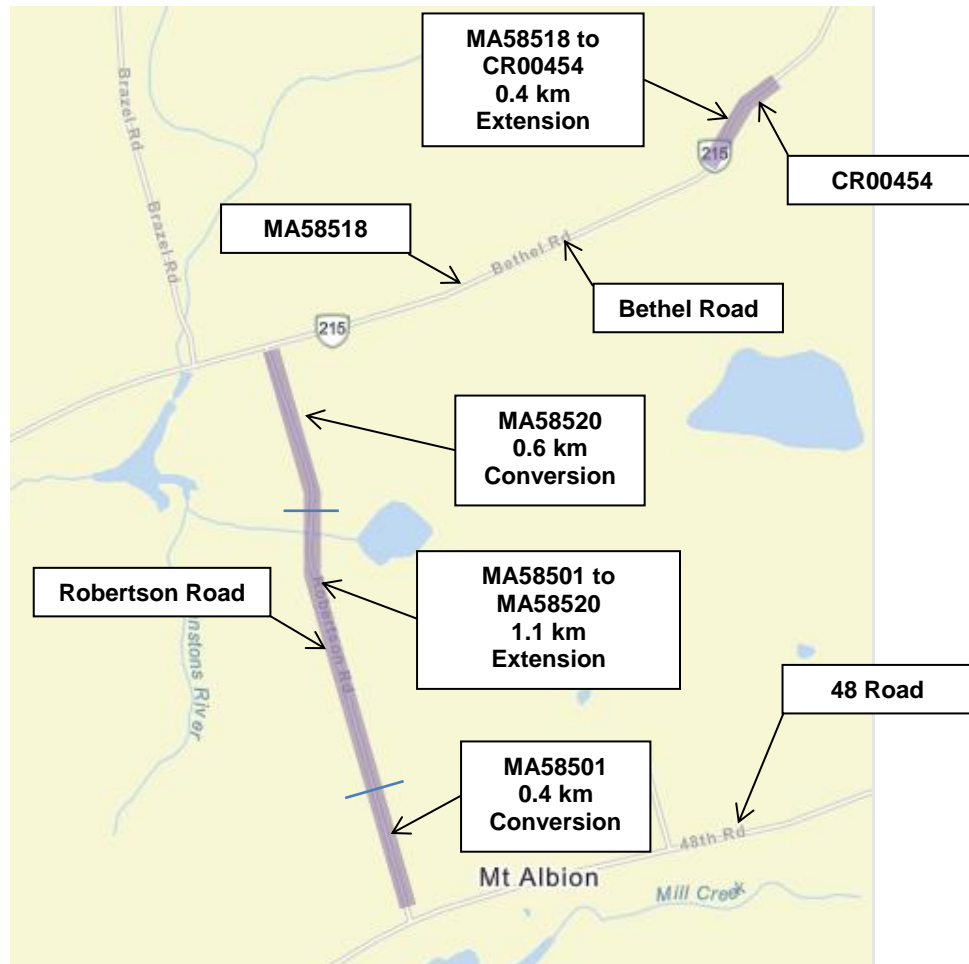 MA58518 to
CR00454
0.4 km
Extension
Brazel Rd
Brazel Rd
215
CR00454
MA58518
Bethel Rd
Bethel Road
215
MA58520
0.6 km
Conversion
MA58501 to
MA58520
1.1 km
Extension
Robertson Road
Robertson Rd
nstons River
48 Road
MA58501
0.4 km
Conversion
48th Rd
Mt Albion
Mill Creek